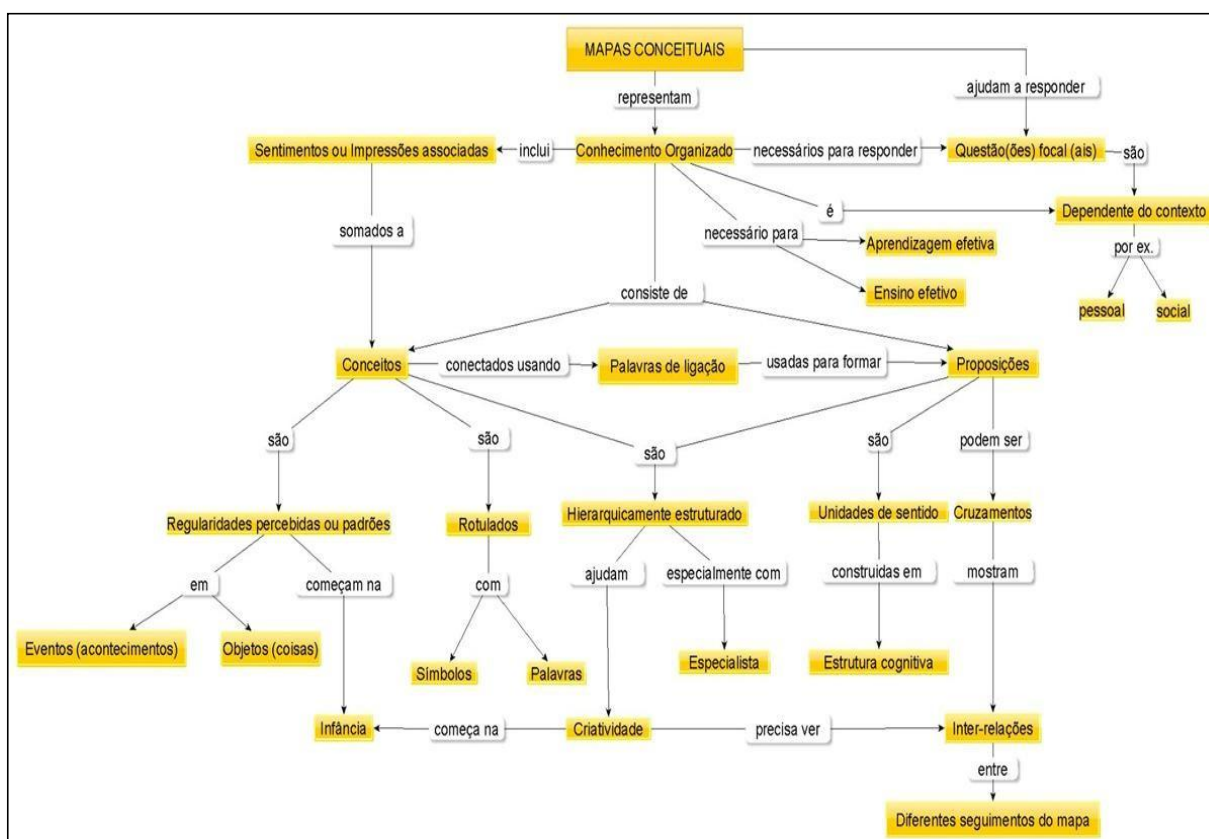 MAPAS CONCEITUAIS
representam
ajudam a responder
Sentimentos ou Impressões associadas
inclui
Conhecimento Organizado
necessários para responder
Questão(ões) focal (ais)
são
é
Dependente do contexto
somados a
necessário para
Aprendizagem efetiva
por ex.
Ensino efetivo
consiste de
pessoal
social
Conceitos
conectados usando
Palavras de ligação
usadas para formar
Proposições
são
são
são
são
podem ser
Regularidades percebidas ou padrões
Rotulados
Hierarquicamente estruturado
Unidades de sentido
Cruzamentos
em
começam na
com
ajudam
especialmente com
construidas em
mostram
Eventos (acontecimentos)
Objetos (coisas)
Símbolos
Palavras
Especialista
Estrutura cognitiva
Infância
começa na
Criatividade
precisa ver
Inter-relações
entre
Diferentes seguimentos do mapa